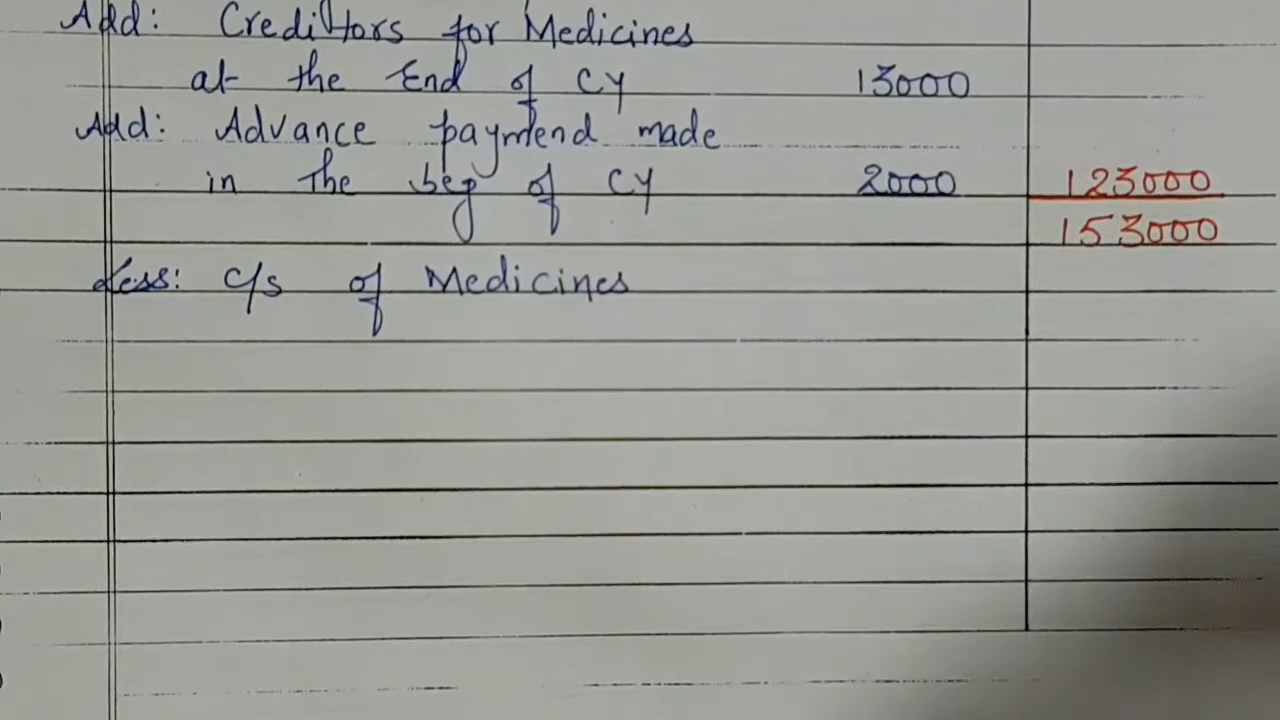 Add: Creditors for Medicines
at the End of CY 13000
Add: Advance paymend made
in the beg of CY 2000 123000
153000
Less: C/s of Medicines